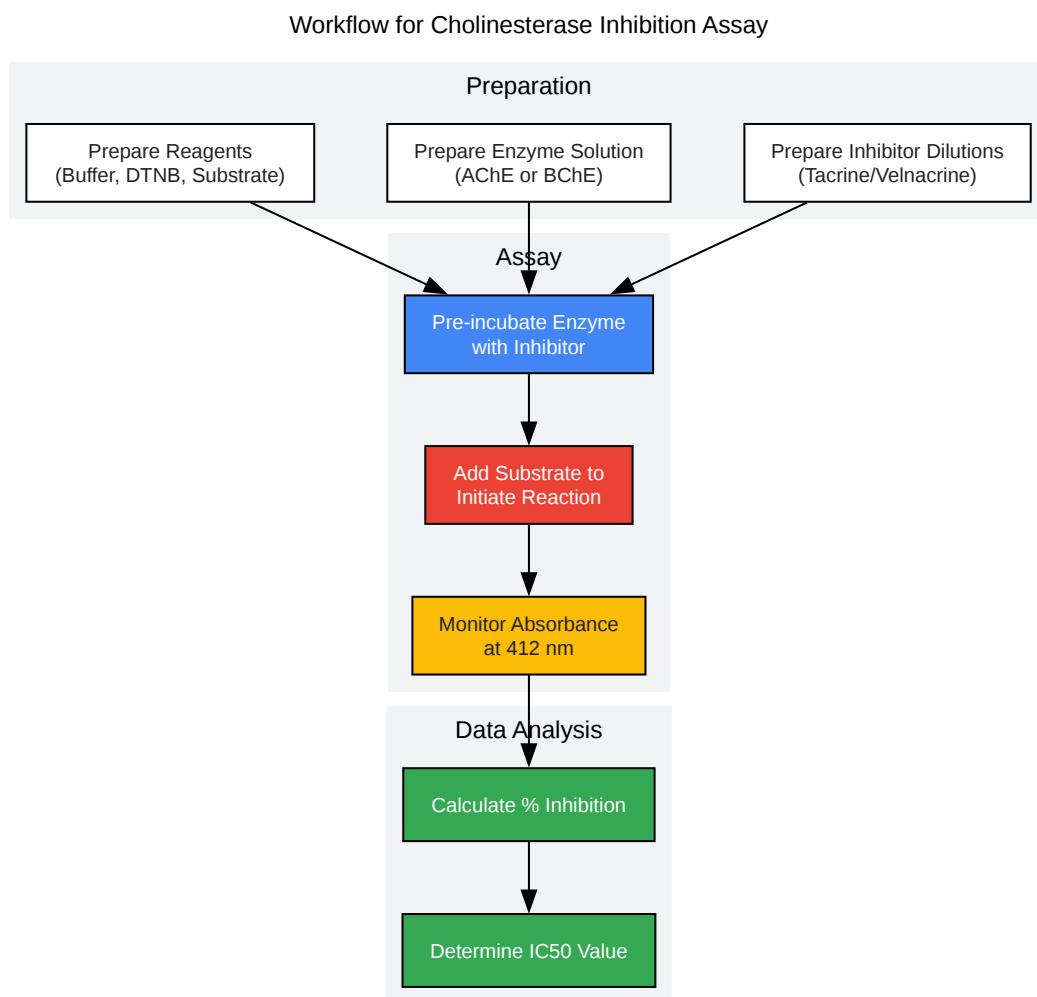 Workflow for Cholinesterase Inhibition Assay
Preparation
Prepare Reagents
(Buffer, DTNB, Substrate)
Prepare Enzyme Solution
(AChE or BChE)
Prepare Inhibitor Dilutions
(Tacrine/Velnacrine)
Assay
Pre-incubate Enzyme
with Inhibitor
Add Substrate to
Initiate Reaction
Monitor Absorbance
at 412 nm
Data Analysis
Calculate % Inhibition
Determine IC50 Value